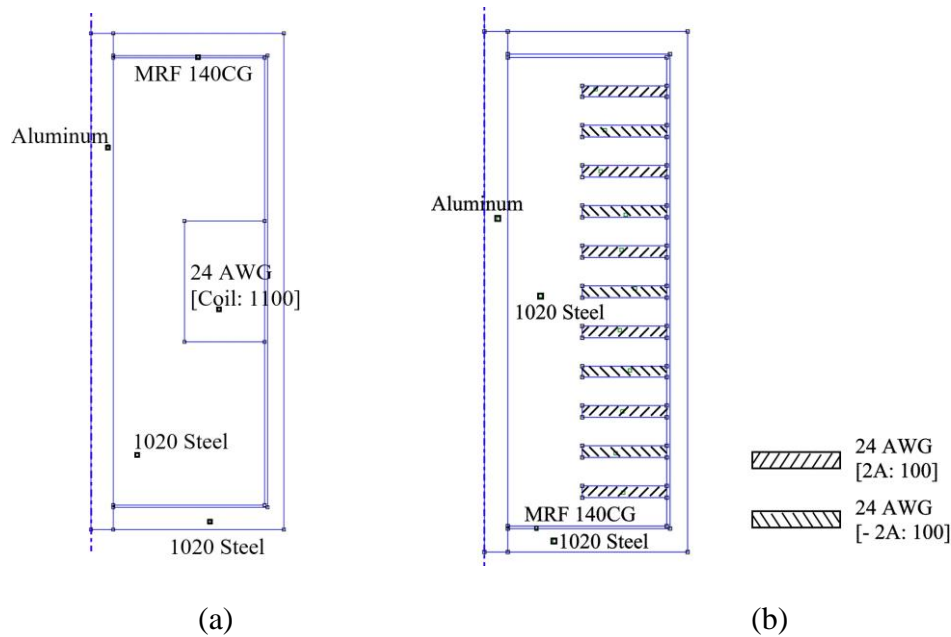 MRF 140CG
Aluminum
24 AWG
[Coil: 1100]
1020 Steel
1020 Steel
(a)
Aluminum
1020 Steel
MRF 140CG
1020 Steel
24 AWG
[2A: 100]
24 AWG
[- 2A: 100]
(b)